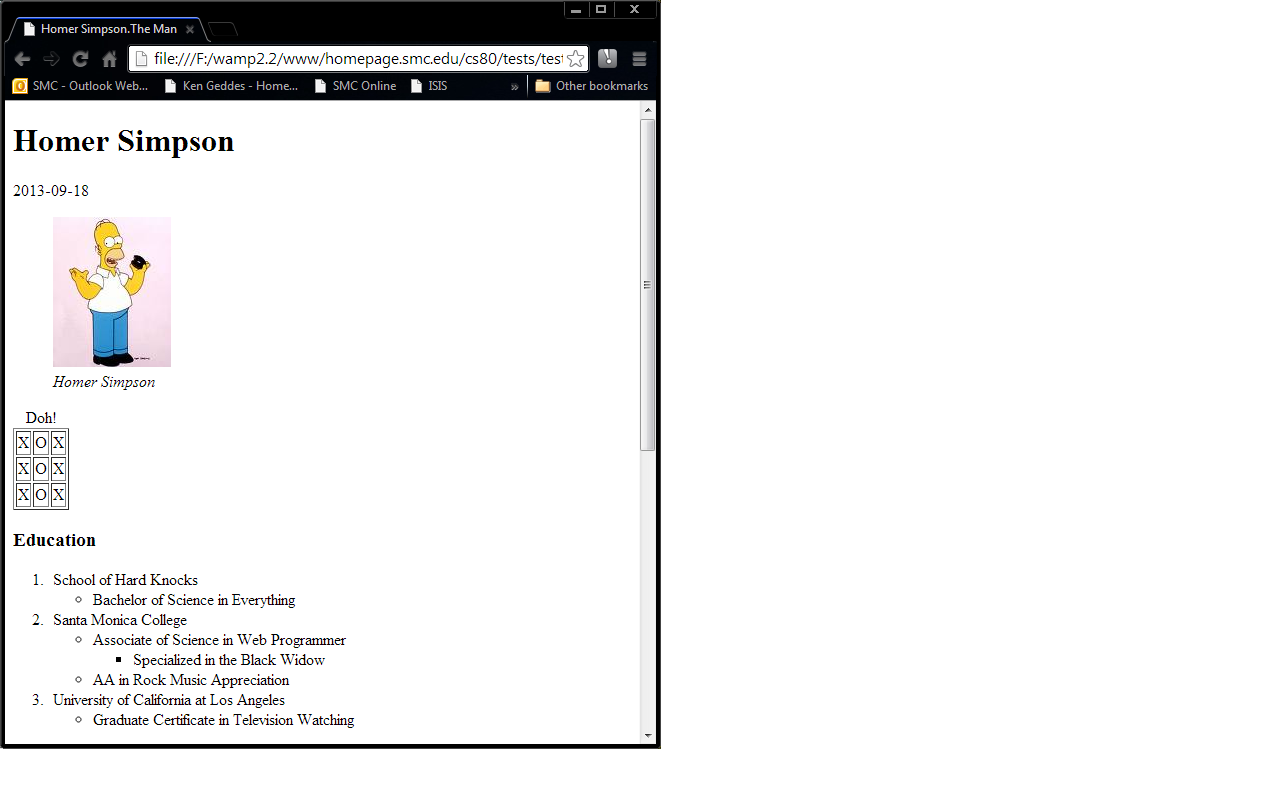 Homer Simpson.The Man
file:///F:/wamp2.2/www/homepage.smc.edu/cs80/tests/test
SMC - Outlook Web... Ken Geddes - Home... SMC Online ISIS » Other bookmarks
Homer Simpson
2013-09-18
Homer Simpson
Doh!
X O X
X O X
X O X
Education
1. School of Hard Knocks
Bachelor of Science in Everything
2. Santa Monica College
Associate of Science in Web Programmer
Specialized in the Black Widow
AA in Rock Music Appreciation
3. University of California at Los Angeles
Graduate Certificate in Television Watching